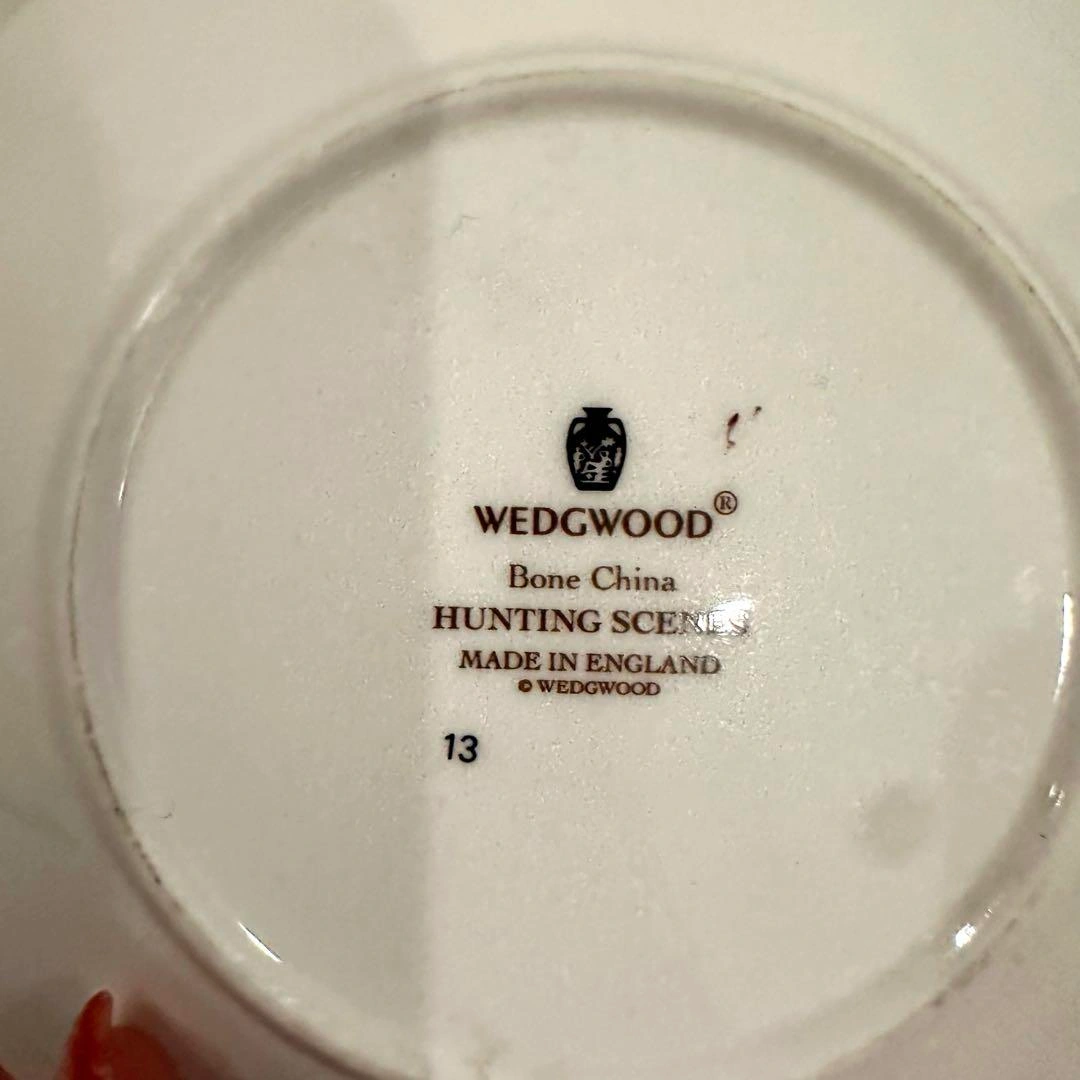 WEDGWOOD®
Bone China
HUNTING SCENES
MADE IN ENGLAND
© WEDGWOOD
13